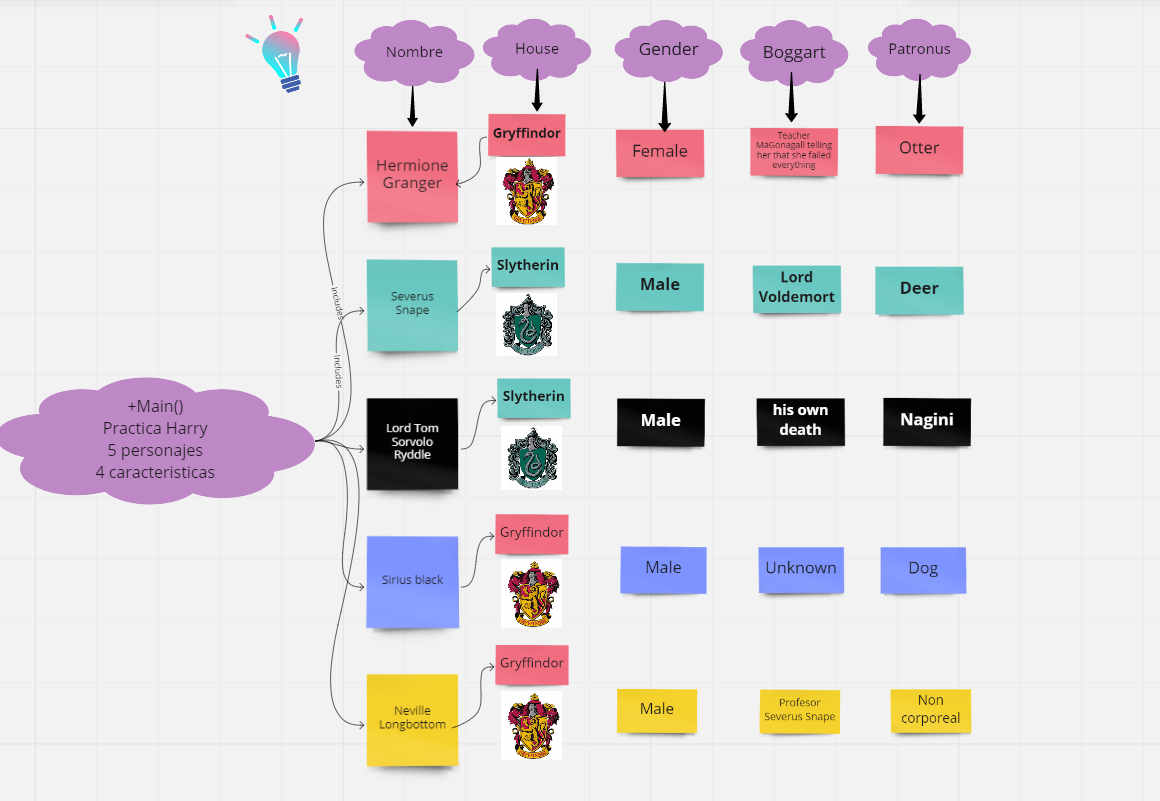 Nombre
House
Gender
Boggart
Patronus
Hermione
Granger
Gryffindor
Female
Teacher
MaGonagall telling
her that she failed
everything
Otter
Severus
Snape
Slytherin
Male
Lord
Voldemort
Deer
Includes
Includes
+Main()
Practica Harry
5 personajes
4 caracteristicas
Lord Tom
Sorvolo
Ryddle
Slytherin
Male
his own
death
Nagini
Sirius black
Gryffindor
Male
Unknown
Dog
Neville
Longbottom
Gryffindor
Male
Profesor
Severus Snape
Non
corporeal